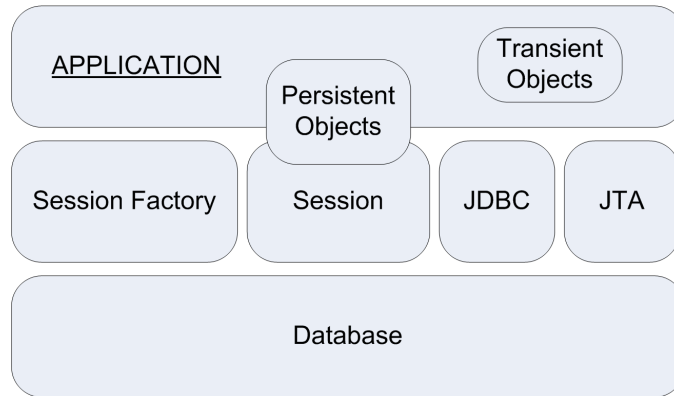 APPLICATION
Transient
Objects
Persistent
Objects
Session Factory
Session
JDBC
JTA
Database